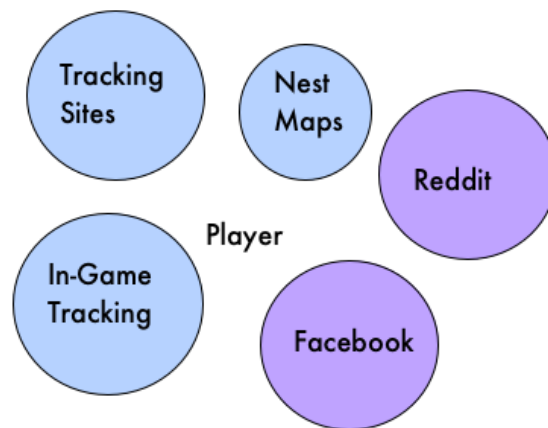 Tracking
Sites
Nest
Maps
Reddit
Player
In-Game
Tracking
Facebook